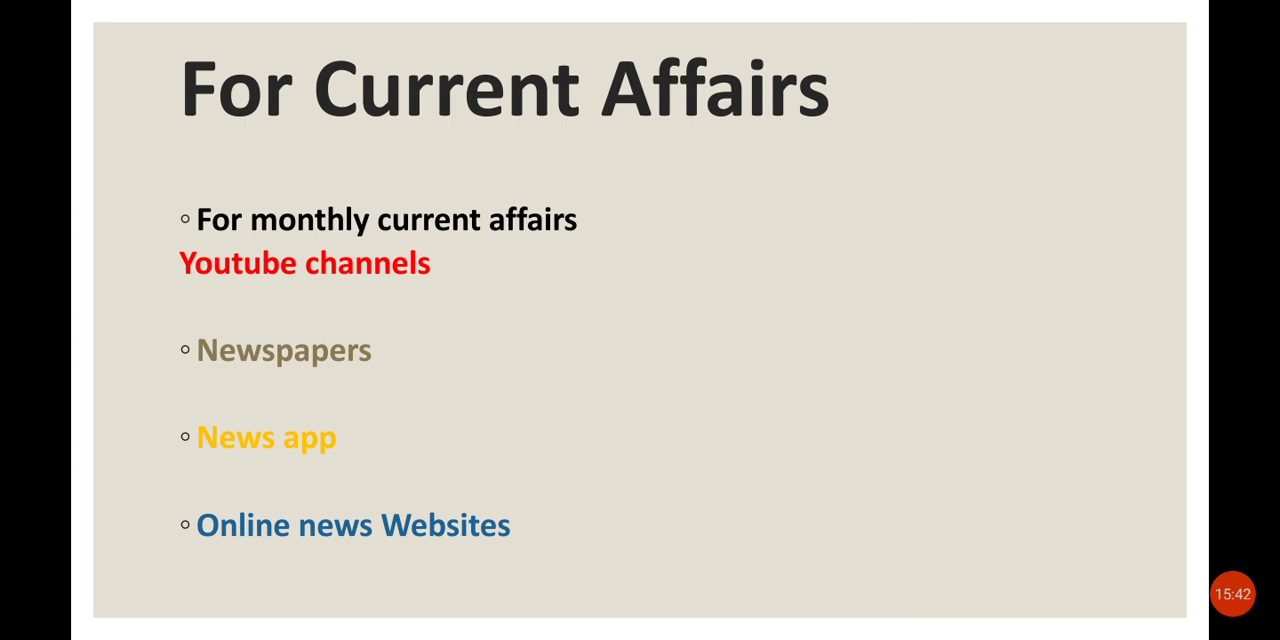 For Current Affairs
◦ For monthly current affairs
Youtube channels
◦ Newspapers
◦ News app
◦ Online news Websites
15:42